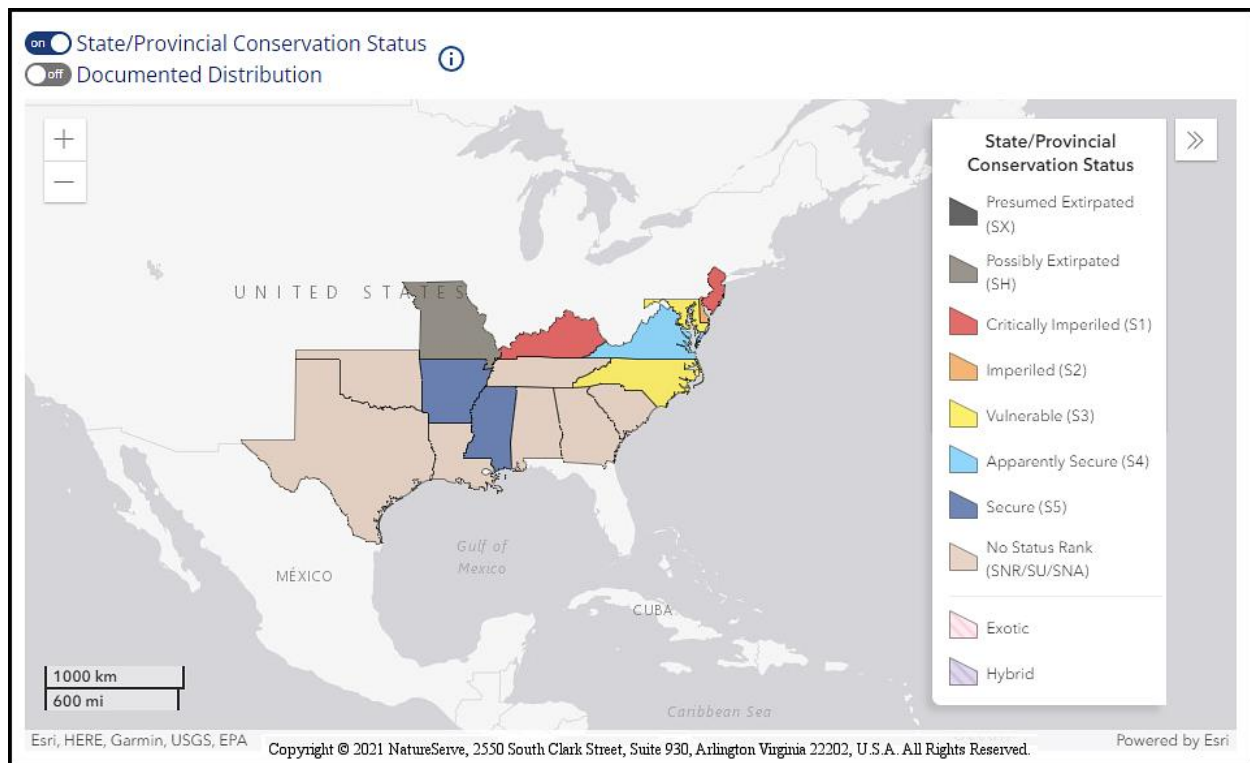 on State/Provincial Conservation Status
off Documented Distribution
i
+
−
UNITED STATES
Gulf of
Mexico
MÉXICO
CUBA
Caribbean Sea
State/Provincial
Conservation Status
Presumed Extirpated
(SX)
Possibly Extirpated
(SH)
Critically Imperiled (S1)
Imperiled (S2)
Vulnerable (S3)
Apparently Secure (S4)
Secure (S5)
No Status Rank
(SNR/SU/SNA)
Exotic
Hybrid
1000 km
600 mi
Esri, HERE, Garmin, USGS, EPA
Copyright © 2021 NatureServe, 2550 South Clark Street, Suite 930, Arlington Virginia 22202, U.S.A. All Rights Reserved.
Powered by Esri